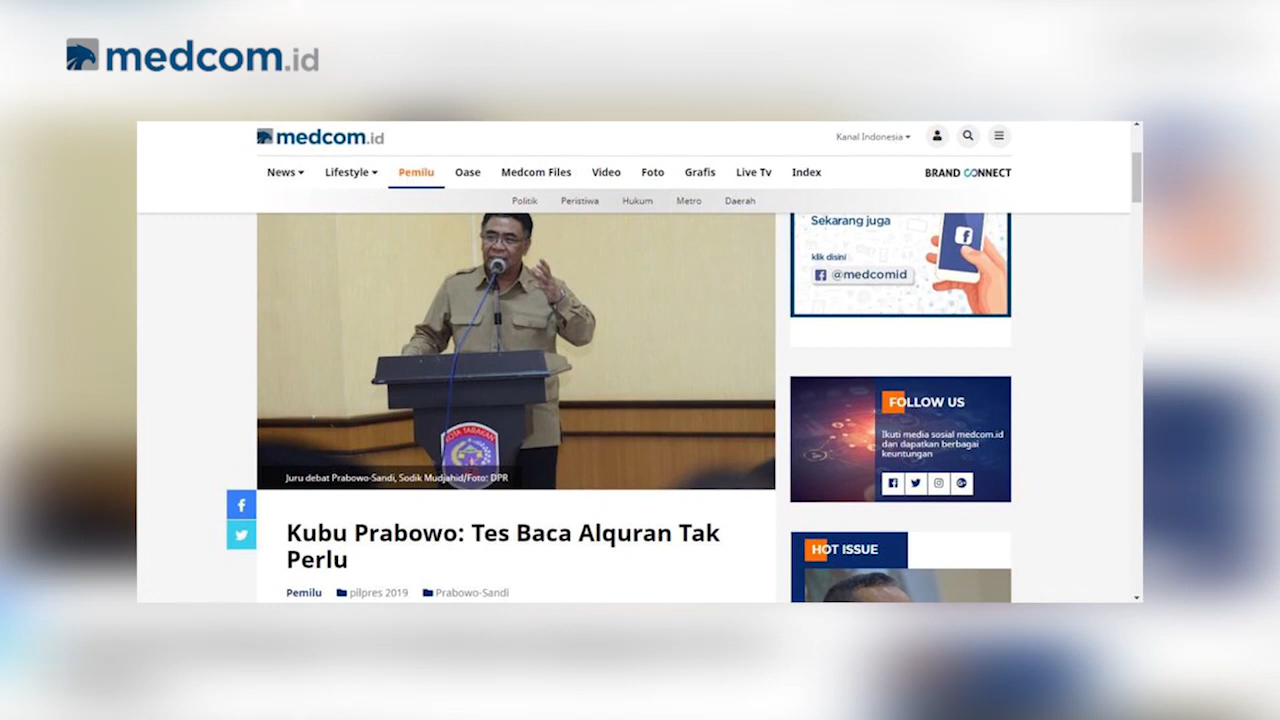 medcom.id
medcom.id
Kanal Indonesia
News Lifestyle Pemilu Oase Medcom Files Video Foto Grafis Live Tv Index
BRAND CONNECT
Politik Peristiwa Hukum Metro Daerah
Sekarang juga
klik disini
@medcomid
KOTA TARAKAN
Juru debat Prabowo-Sandi, Sodik Mudjahid/Foto: DPR
FOLLOW US
Ikuti media sosial medcom.id
dan dapatkan berbagai
keuntungan
Kubu Prabowo: Tes Baca Alquran Tak
Perlu
Pemilu pilpres 2019 Prabowo-Sandi
HOT ISSUE